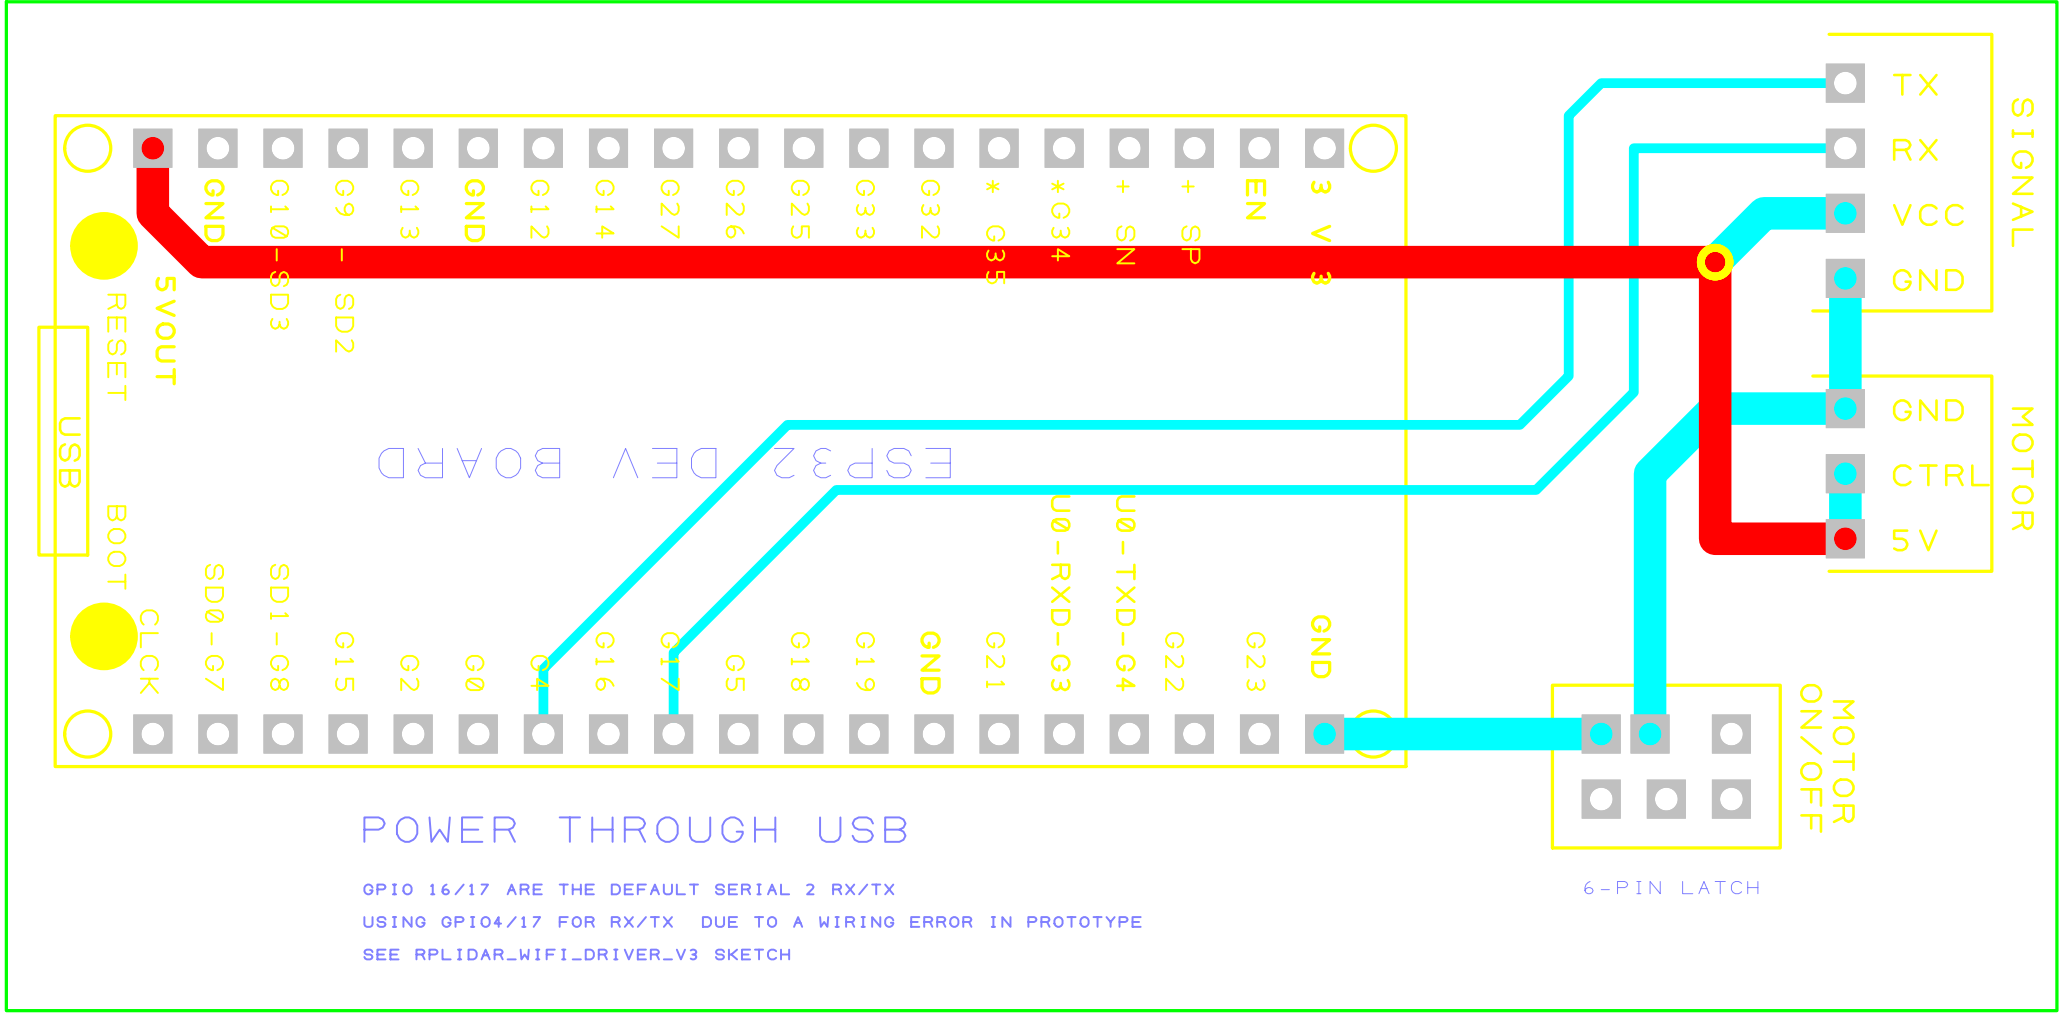 TX
RX
VCC
GND
SIGNAL
GND
G10-SD3
G9 - SD2
G13
GND
G12
G14
G27
G26
G25
G33
G32
* G35
*G34
+ SN
+ SP
EN
3V3
5VOUT
RESET
USB
BOOT
ESP32 DEV BOARD
GND
CTRL
5V
MOTOR
CLCK
SD0-G7
SD1-G8
G15
G2
G0
G4
G16
G17
G5
G18
G19
GND
G21
U0-RXD-G3
U0-TXD-G4
G22
G23
GND
MOTOR
ON/OFF
6-PIN LATCH
POWER THROUGH USB
GPIO 16/17 ARE THE DEFAULT SERIAL 2 RX/TX
USING GPIO4/17 FOR RX/TX  DUE TO A WIRING ERROR IN PROTOTYPE
SEE RPLIDAR_WIFI_DRIVER_V3 SKETCH